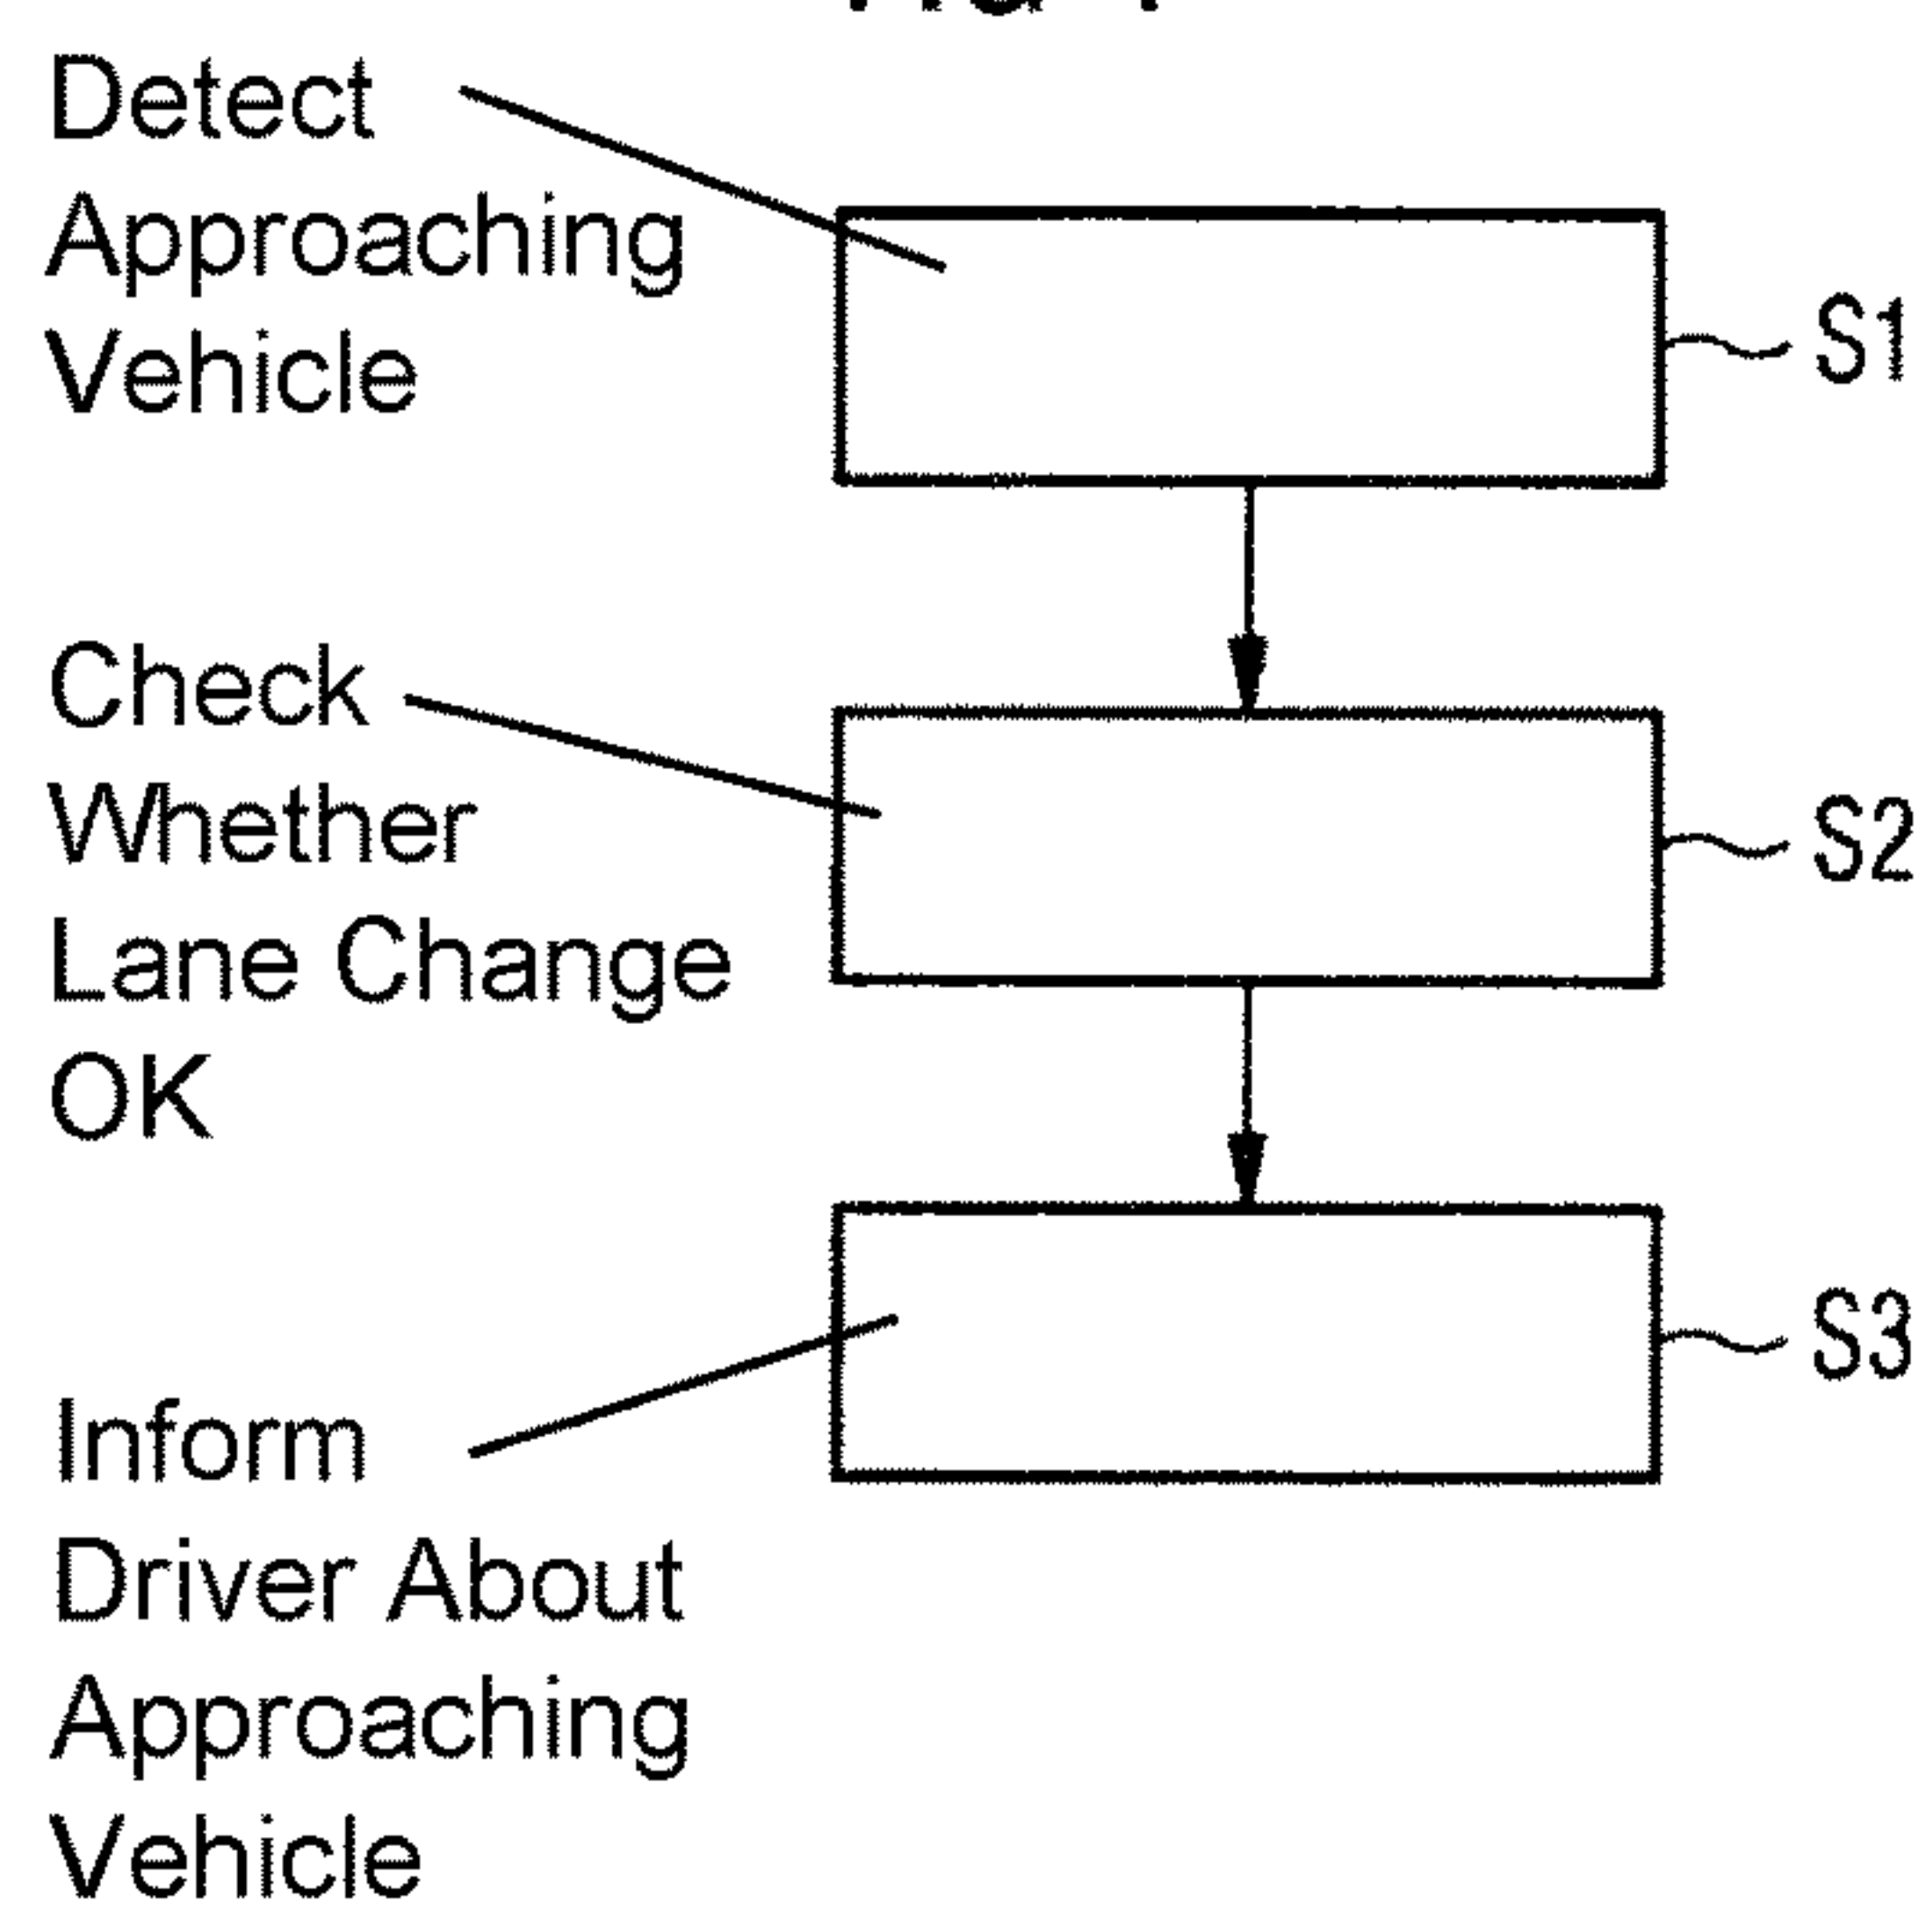 Detect
Approaching
Vehicle
S1
Check
Whether
Lane Change
OK
S2
Inform
Driver About
Approaching
Vehicle
S3